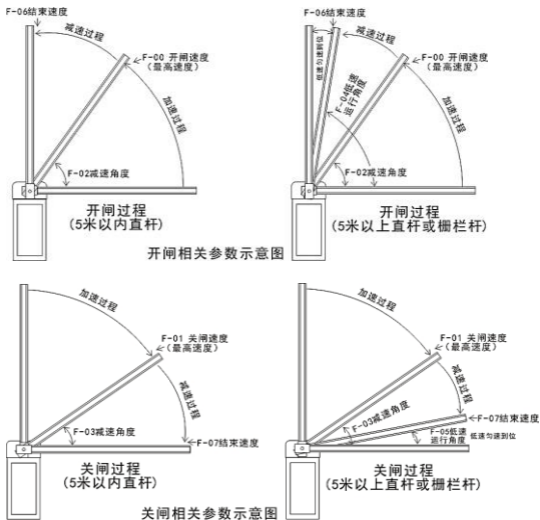 F-06结束速度
减速过程
F-00 开闸速度
(最高速度)
加速过程
F-02减速角度
开闸过程
(5米以内直杆)
F-06结束速度
减速过程
低速匀速到位
F-04低速
运行角度
F-00 开闸速度
(最高速度)
加速过程
F-02减速角度
开闸过程
(5米以上直杆或栅栏杆)
开闸相关参数示意图
加速过程
F-01 关闸速度
(最高速度)
减速过程
F-03减速角度
F-07结束速度
关闸过程
(5米以内直杆)
加速过程
F-01 关闸速度
(最高速度)
减速过程
F-03减速角度
F-07结束速度
F-05低速
运行角度
低速匀速到位
关闸过程
(5米以上直杆或栅栏杆)
关闸相关参数示意图